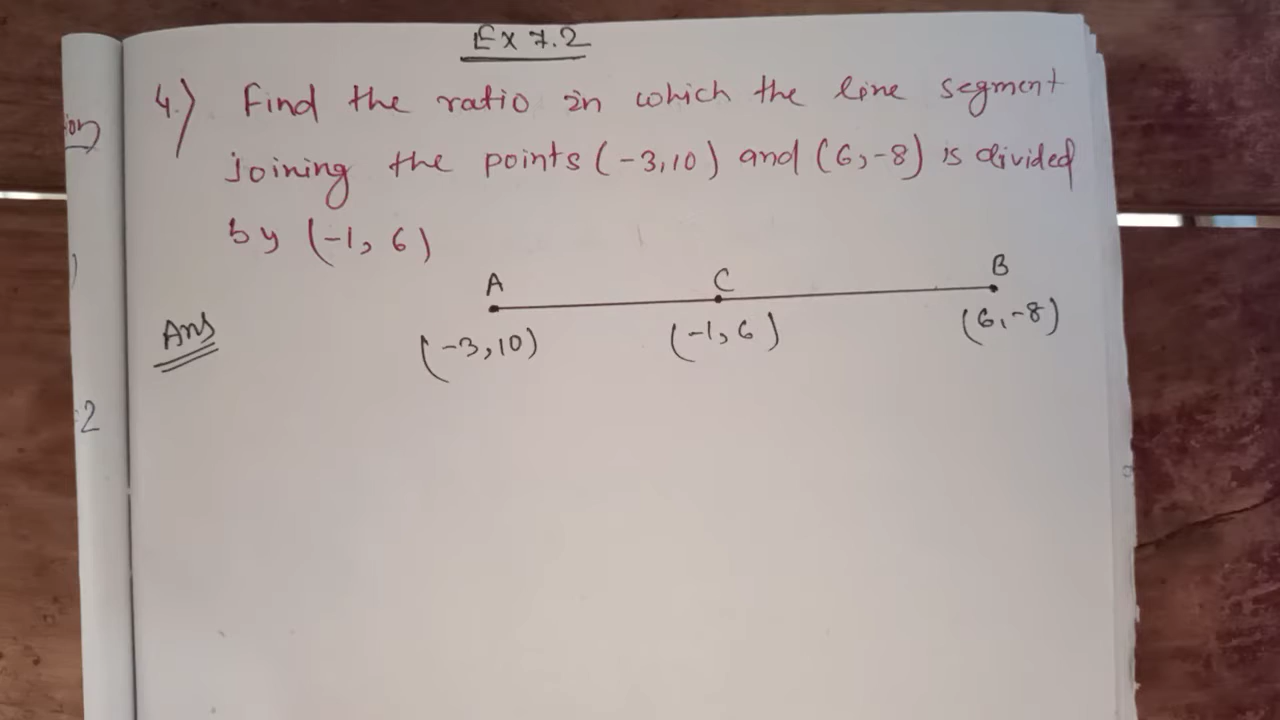 Ex 7.2
4.) Find the ratio in which the line segment
joining the points (-3,10) and (6,-8) is divided
by (-1, 6)
A C B
Ans
(-3,10) (-1,6) (6,-8)
2